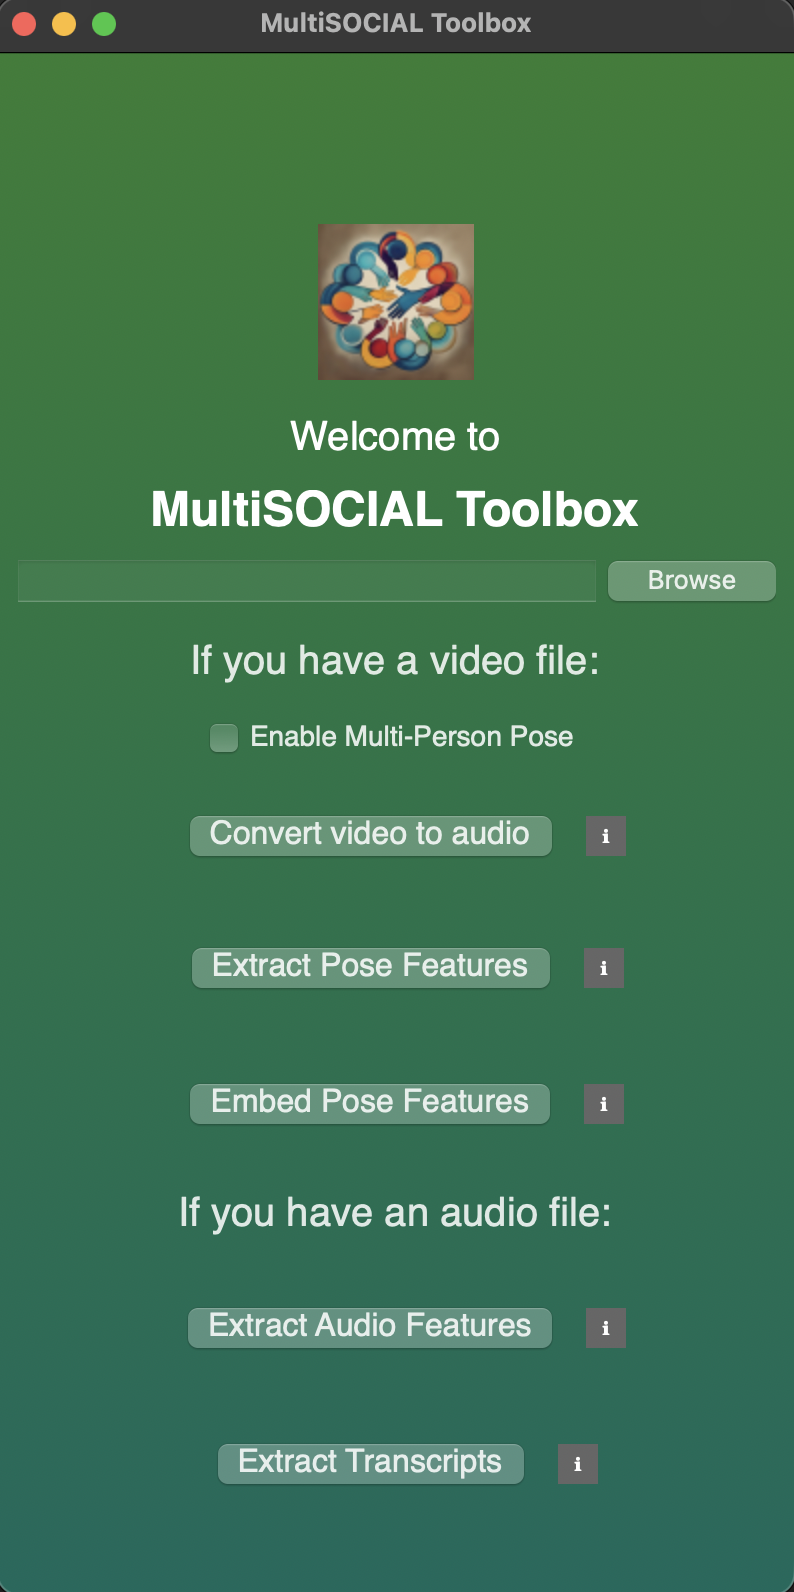 MultiSOCIAL Toolbox
Welcome to
MultiSOCIAL Toolbox
Browse
If you have a video file:
Enable Multi-Person Pose
Convert video to audio i
Extract Pose Features i
Embed Pose Features i
If you have an audio file:
Extract Audio Features i
Extract Transcripts i